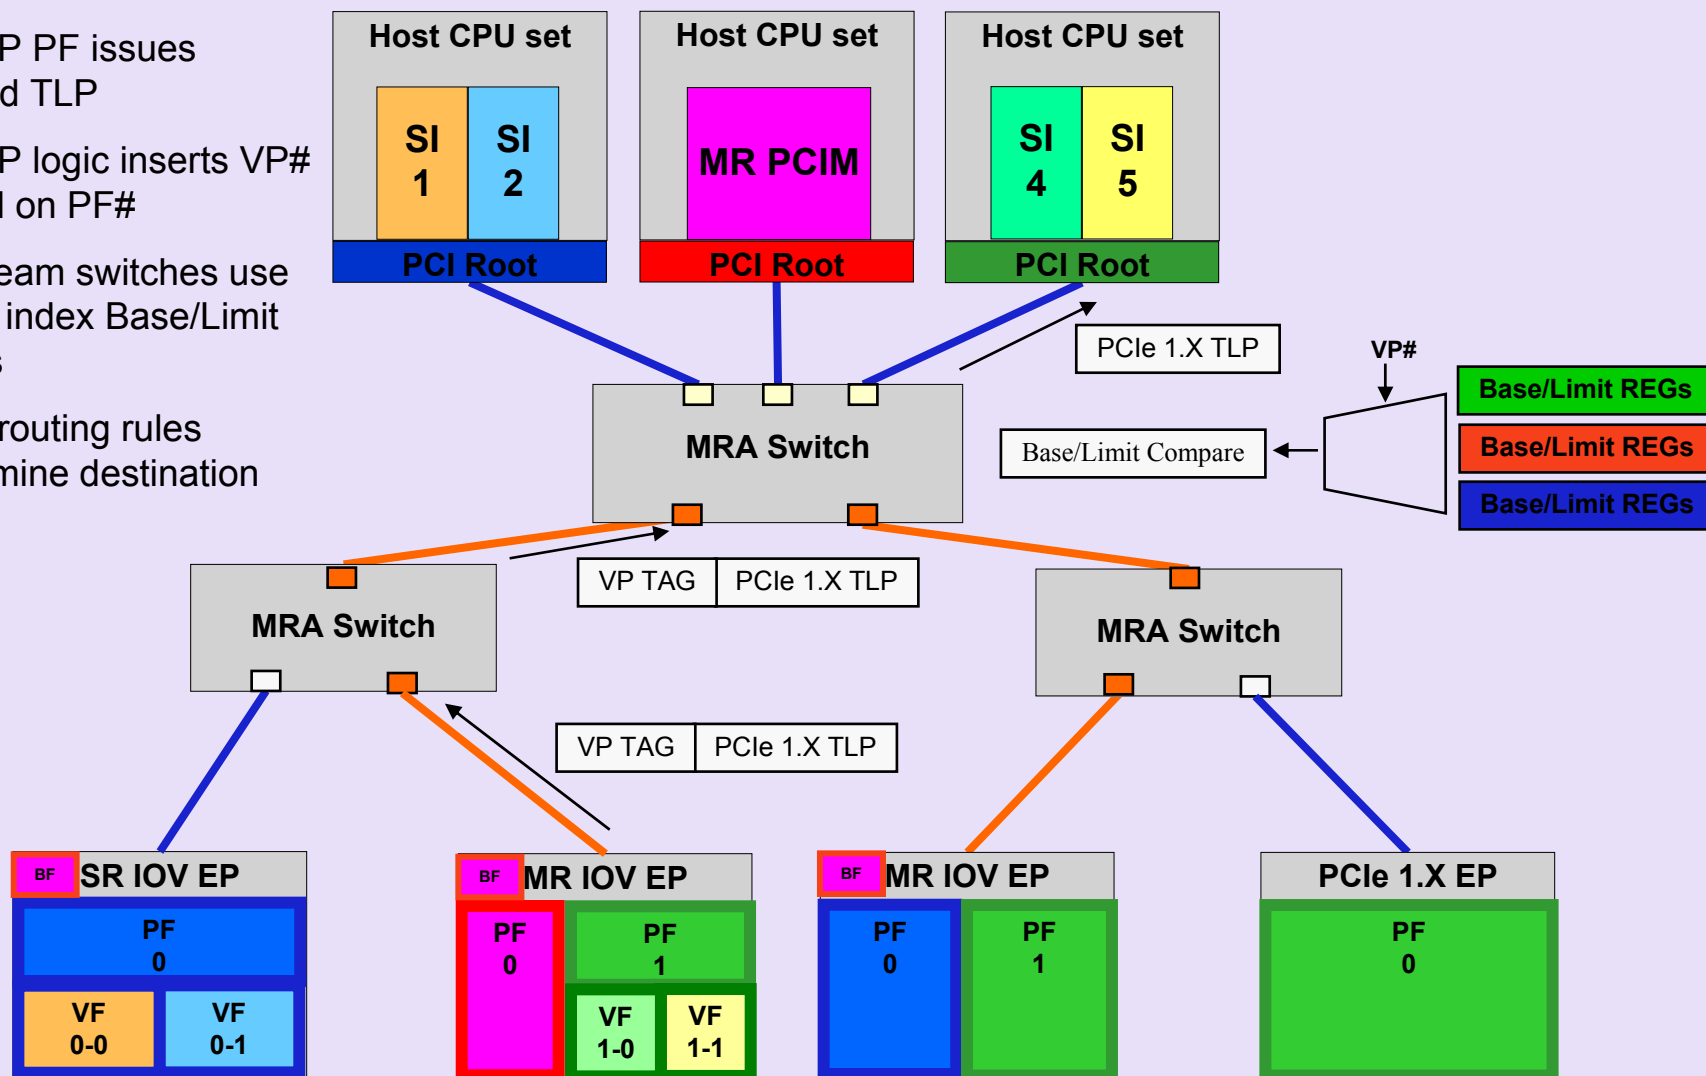 P PF issues
d TLP
P logic inserts VP#
on PF#
eam switches use
index Base/Limit
s
routing rules
mine destination
Host CPU set
Host CPU set
Host CPU set
SI
1
SI
2
MR PCIM
SI
4
SI
5
PCI Root
PCI Root
PCI Root
PCIe 1.X TLP
VP#
Base/Limit REGs
Base/Limit REGs
Base/Limit REGs
Base/Limit Compare
MRA Switch
VP TAG PCIe 1.X TLP
MRA Switch
MRA Switch
VP TAG PCIe 1.X TLP
BF SR IOV EP
PF
0
VF
0-0
VF
0-1
BF MR IOV EP
PF
0
PF
1
VF
1-0
VF
1-1
BF MR IOV EP
PF
0
PF
1
PCIe 1.X EP
PF
0